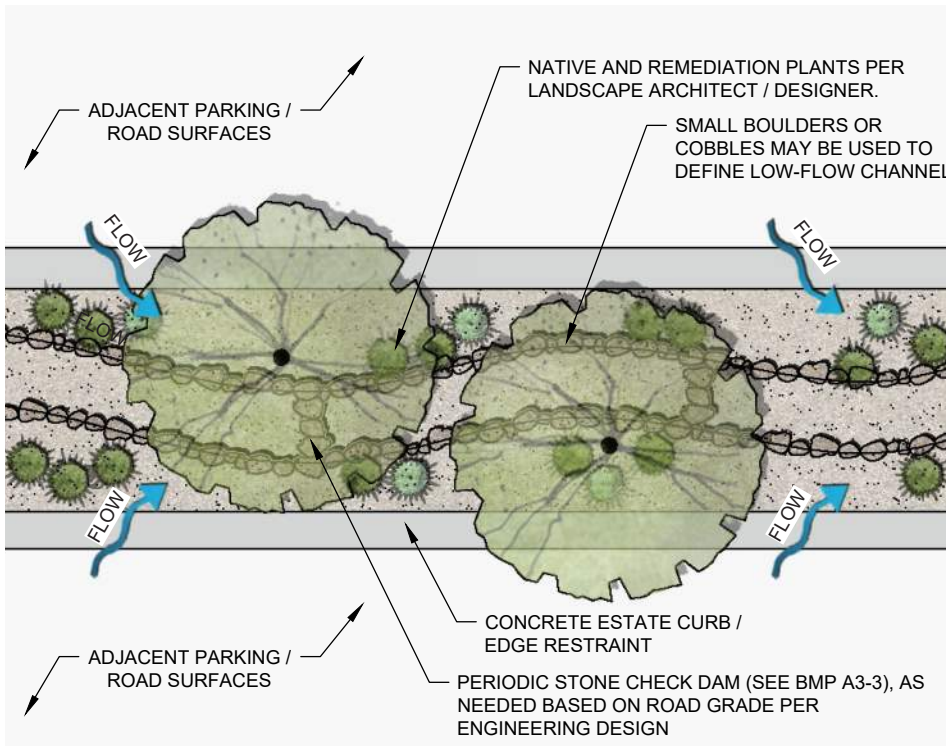 NATIVE AND REMEDIATION PLANTS PER
LANDSCAPE ARCHITECT / DESIGNER.
ADJACENT PARKING /
ROAD SURFACES
SMALL BOULDERS OR
COBBLES MAY BE USED TO
DEFINE LOW-FLOW CHANNEL
FLOW
FLOW
FLOW
FLOW
CONCRETE ESTATE CURB /
EDGE RESTRAINT
ADJACENT PARKING /
ROAD SURFACES
PERIODIC STONE CHECK DAM (SEE BMP A3-3), AS
NEEDED BASED ON ROAD GRADE PER
ENGINEERING DESIGN